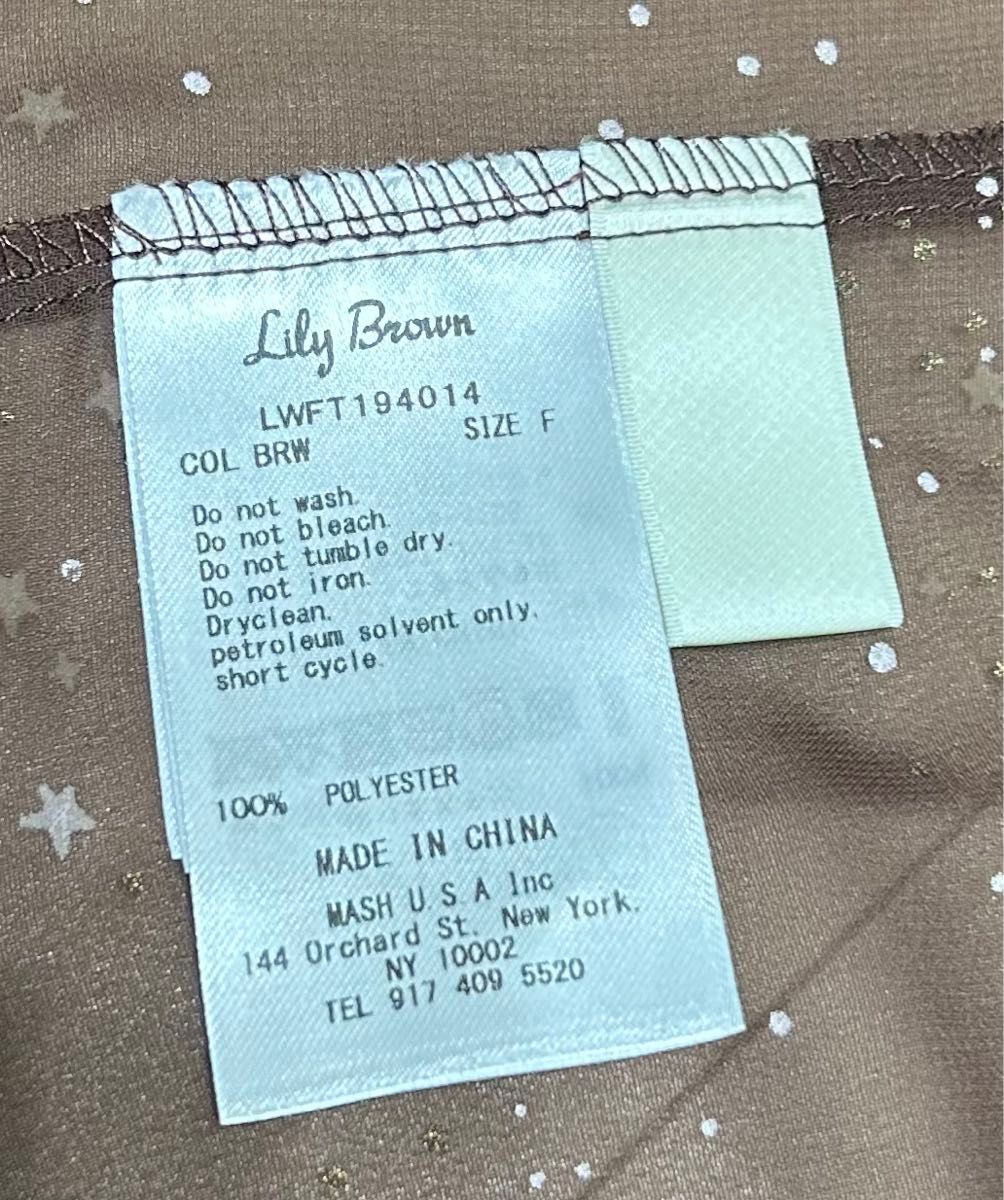 Lily Brown
LWFT194014
COL BRW SIZE F
Do not wash.
Do not bleach.
Do not tumble dry.
Do not iron.
Dryclean.
petroleum solvent only.
short cycle.
100% POLYESTER
MADE IN CHINA
MASH U.S.A Inc
144 Orchard St. New York.
NY 10002
TEL 917 409 5520